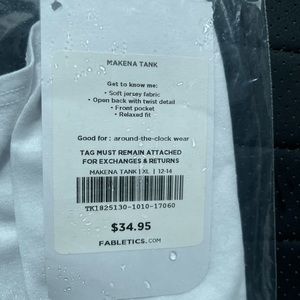 MAKENA TANK
Get to know me:
• Soft jersey fabric
• Open back with twist detail
• Front pocket
• Relaxed fit
Good for: around-the-clock wear
TAG MUST REMAIN ATTACHED
FOR EXCHANGES & RETURNS
MAKENA TANK | XL | 12-14
TK1825130-1010-17060
$34.95
FABLETICS.COM